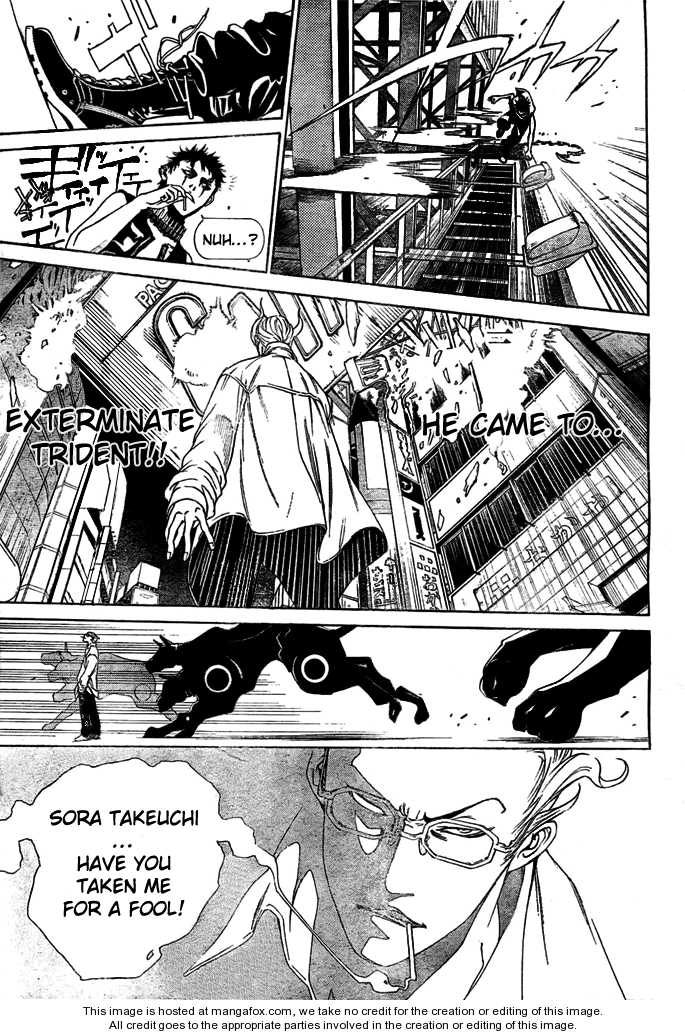 NUH...?
PAC
HE CAME TO...
EXTERMINATE
TRIDENT!!
SORA TAKEUCHI
...
HAVE YOU
TAKEN ME
FOR A FOOL!
This image is hosted at mangafox.com, we take no credit for the creation or editing of this image.
All credit goes to the appropriate parties involved in the creation or editing of this image.